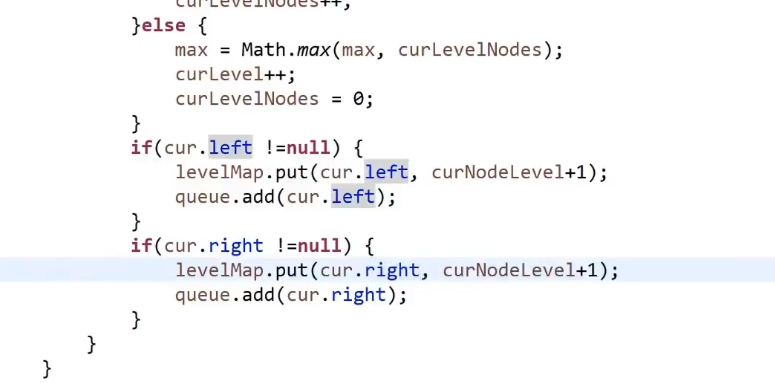 curLevelNodes++;
}else {
max = Math.max(max, curLevelNodes);
curLevel++;
curLevelNodes = 0;
}
if(cur.left !=null) {
levelMap.put(cur.left, curNodeLevel+1);
queue.add(cur.left);
}
if(cur.right !=null) {
levelMap.put(cur.right, curNodeLevel+1);
queue.add(cur.right);
}
}
}